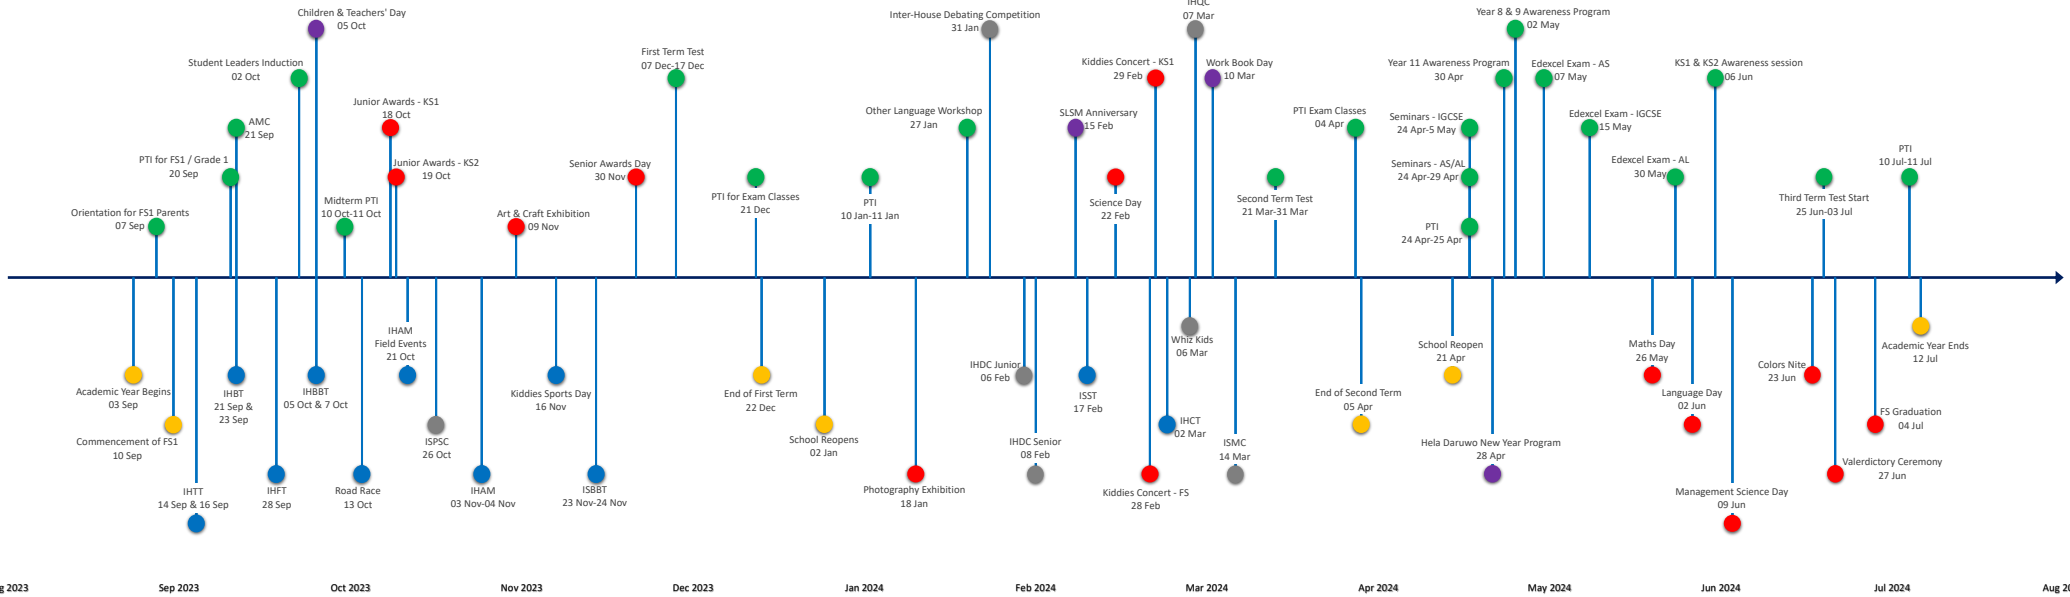 Children & Teachers' Day
05 Oct
Student Leaders Induction
02 Oct
AMC
21 Sep
PTI for FS1 / Grade 1
20 Sep
Orientation for FS1 Parents
07 Sep
Midterm PTI
10 Oct-11 Oct
Junior Awards - KS1
18 Oct
Junior Awards - KS2
19 Oct
Art & Craft Exhibition
09 Nov
Senior Awards Day
30 Nov
First Term Test
07 Dec-17 Dec
PTI for Exam Classes
21 Dec
PTI
10 Jan-11 Jan
Other Language Workshop
27 Jan
Inter-House Debating Competition
31 Jan
SLSM Anniversary
15 Feb
Science Day
22 Feb
Kiddies Concert - KS1
29 Feb
IHQC
07 Mar
Work Book Day
10 Mar
Second Term Test
21 Mar-31 Mar
PTI Exam Classes
04 Apr
Seminars - IGCSE
24 Apr-5 May
Seminars - AS/AL
24 Apr-29 Apr
PTI
24 Apr-25 Apr
Year 11 Awareness Program
30 Apr
Year 8 & 9 Awareness Program
02 May
Edexcel Exam - AS
07 May
Edexcel Exam - IGCSE
15 May
Edexcel Exam - AL
30 May
KS1 & KS2 Awareness session
06 Jun
Third Term Test Start
25 Jun-03 Jul
PTI
10 Jul-11 Jul
Academic Year Begins
03 Sep
Commencement of FS1
10 Sep
IHTT
14 Sep & 16 Sep
IHBT
21 Sep &
23 Sep
IHFT
28 Sep
IHBBT
05 Oct & 7 Oct
Road Race
13 Oct
IHAM
Field Events
21 Oct
ISPSC
26 Oct
IHAM
03 Nov-04 Nov
Kiddies Sports Day
16 Nov
ISBBT
23 Nov-24 Nov
End of First Term
22 Dec
School Reopens
02 Jan
Photography Exhibition
18 Jan
IHDC Junior
06 Feb
IHDC Senior
08 Feb
ISST
17 Feb
Kiddies Concert - FS
28 Feb
IHCT
02 Mar
Whiz Kids
06 Mar
ISMC
14 Mar
End of Second Term
05 Apr
School Reopen
21 Apr
Hela Daruwo New Year Program
28 Apr
Maths Day
26 May
Language Day
02 Jun
Management Science Day
09 Jun
Colors Nite
23 Jun
Valerdictory Ceremony
27 Jun
FS Graduation
04 Jul
Academic Year Ends
12 Jul
g 2023
Sep 2023
Oct 2023
Nov 2023
Dec 2023
Jan 2024
Feb 2024
Mar 2024
Apr 2024
May 2024
Jun 2024
Jul 2024
Aug 20